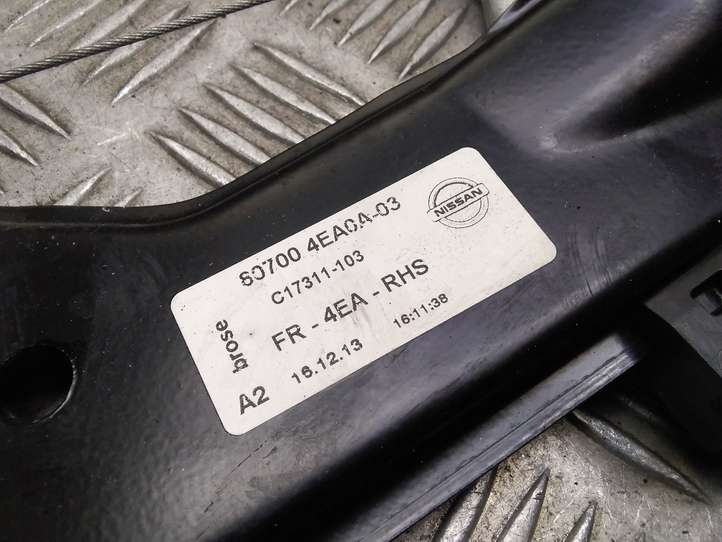 80700 4EA0A-03
NISSAN
C17311-103
FR - 4EA - RHS
brose
A2
16.12.13
16:11:38